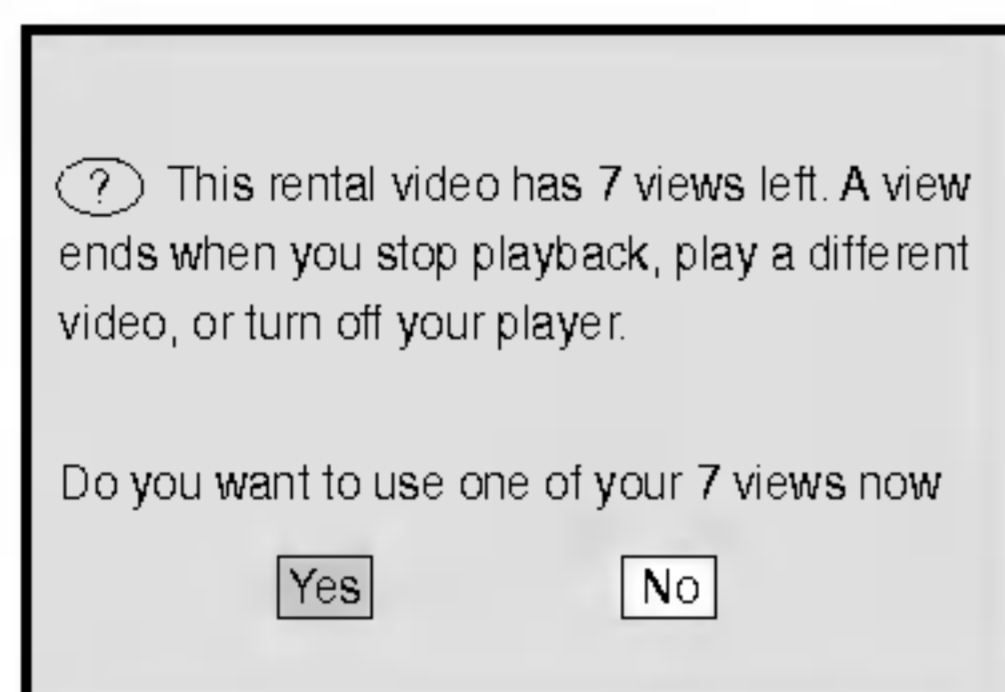 ? This rental video has 7 views left. A view
ends when you stop playback, play a different
video, or turn off your player.
Do you want to use one of your 7 views now
Yes No